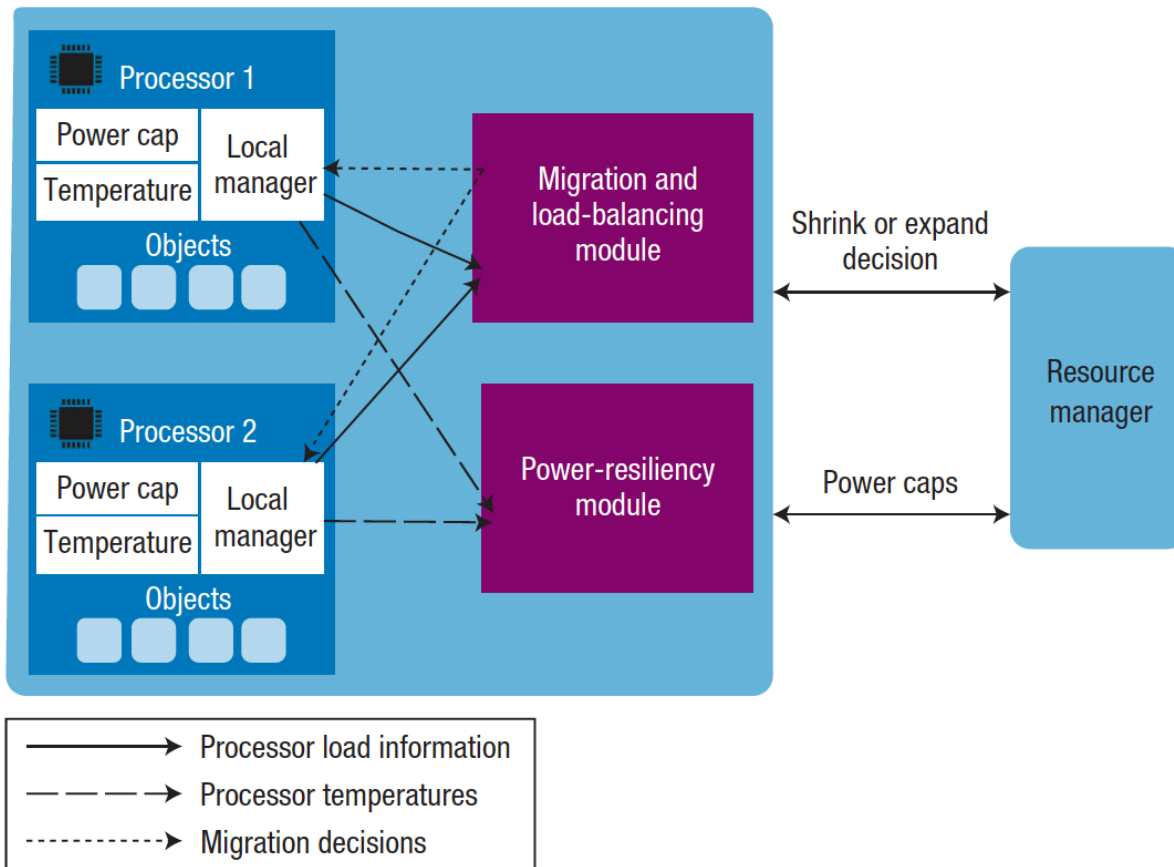 Processor 1
Power cap
Temperature
Local
manager
Objects
Migration and
load-balancing
module
Shrink or expand
decision
Resource
manager
Processor 2
Power cap
Temperature
Local
manager
Objects
Power-resiliency
module
Power caps
Processor load information
Processor temperatures
Migration decisions